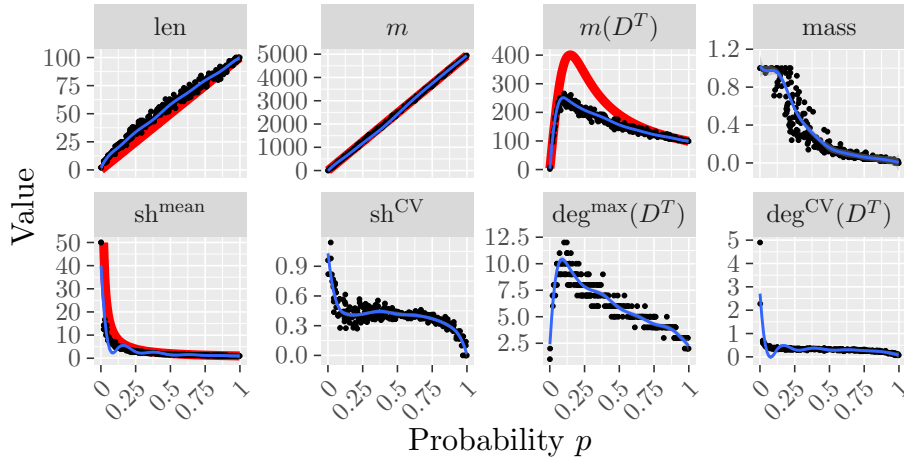 len m m(D^T) mass
100 75 50 25 0
5000 4000 3000 2000 1000 0
400 300 200 100 0
1.2 0.8 0.4 0.0
sh^mean sh^CV deg^max(D^T) deg^CV(D^T)
50 40 30 20 10 0
0.9 0.6 0.3 0.0
12.5 10.0 7.5 5.0 2.5
5 4 3 2 1 0
0 0.25 0.5 0.75 1 0 0.25 0.5 0.75 1 0 0.25 0.5 0.75 1 0 0.25 0.5 0.75 1
Value
Probability p